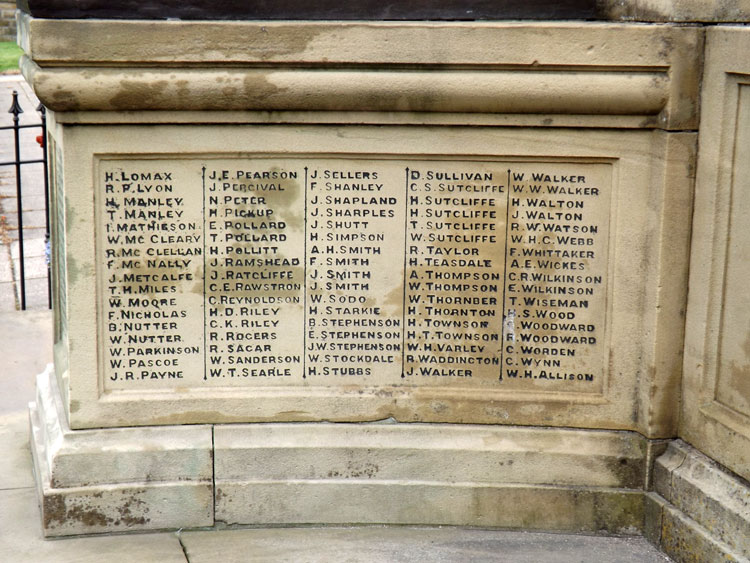 H. LOMAX
R. P. LYON
H. MANLEY
T. MANLEY
I. MATHIESON
W. MC CLEARY
R. MC CLELLAN
F. MC NALLY
J. METCALFE
T. H. MILES
W. MOORE
F. NICHOLAS
B. NUTTER
W. NUTTER
W. PARKINSON
W. PASCOE
J. R. PAYNE
J. E. PEARSON
J. PERCIVAL
N. PETER
H. PICKUP
E. POLLARD
T. POLLARD
H. POLLITT
J. RAMSHEAD
J. RATCLIFFE
C. E. RAWSTRON
C. REYNOLDSON
H. D. RILEY
C. K. RILEY
R. ROGERS
R. SAGAR
W. SANDERSON
W. T. SEARLE
J. SELLERS
F. SHANLEY
J. SHAPLAND
J. SHARPLES
J. SHUTT
H. SIMPSON
A. H. SMITH
F. SMITH
J. SMITH
J. SMITH
W. SODO
H. STARKIE
B. STEPHENSON
E. STEPHENSON
J. W. STEPHENSON
W. STOCKDALE
H. STUBBS
D. SULLIVAN
C. S. SUTCLIFFE
H. SUTCLIFFE
H. SUTCLIFFE
T. SUTCLIFFE
W. SUTCLIFFE
R. TAYLOR
H. TEASDALE
A. THOMPSON
W. THOMPSON
W. THORNBER
H. THORNTON
H. TOWNSON
H. T. TOWNSON
W. H. VARLEY
R. WADDINGTON
J. WALKER
W. WALKER
W. W. WALKER
H. WALTON
J. WALTON
R. W. WATSON
W. H. C. WEBB
F. WHITTAKER
A. E. WICKES
C. R. WILKINSON
E. WILKINSON
T. WISEMAN
H. S. WOOD
WOODWARD
R. WOODWARD
C. WORDEN
C. WYNN
W. H. ALLISON